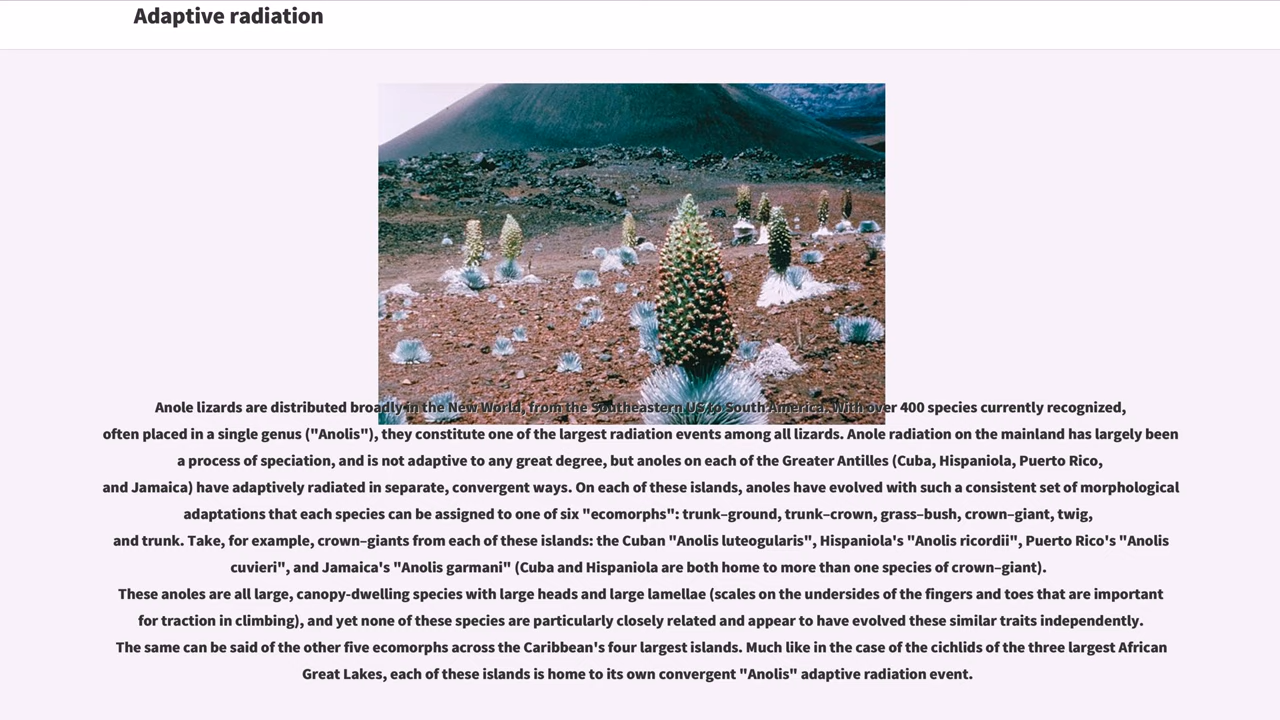 Adaptive radiation
Anole lizards are distributed broadly in the New World, from the Southeastern US to South America. With over 400 species currently recognized,
often placed in a single genus ("Anolis"), they constitute one of the largest radiation events among all lizards. Anole radiation on the mainland has largely been
a process of speciation, and is not adaptive to any great degree, but anoles on each of the Greater Antilles (Cuba, Hispaniola, Puerto Rico,
and Jamaica) have adaptively radiated in separate, convergent ways. On each of these islands, anoles have evolved with such a consistent set of morphological
adaptations that each species can be assigned to one of six "ecomorphs": trunk–ground, trunk–crown, grass–bush, crown–giant, twig,
and trunk. Take, for example, crown–giants from each of these islands: the Cuban "Anolis luteogularis", Hispaniola's "Anolis ricordii", Puerto Rico's "Anolis
cuvieri", and Jamaica's "Anolis garmani" (Cuba and Hispaniola are both home to more than one species of crown–giant).
These anoles are all large, canopy-dwelling species with large heads and large lamellae (scales on the undersides of the fingers and toes that are important
for traction in climbing), and yet none of these species are particularly closely related and appear to have evolved these similar traits independently.
The same can be said of the other five ecomorphs across the Caribbean's four largest islands. Much like in the case of the cichlids of the three largest African
Great Lakes, each of these islands is home to its own convergent "Anolis" adaptive radiation event.